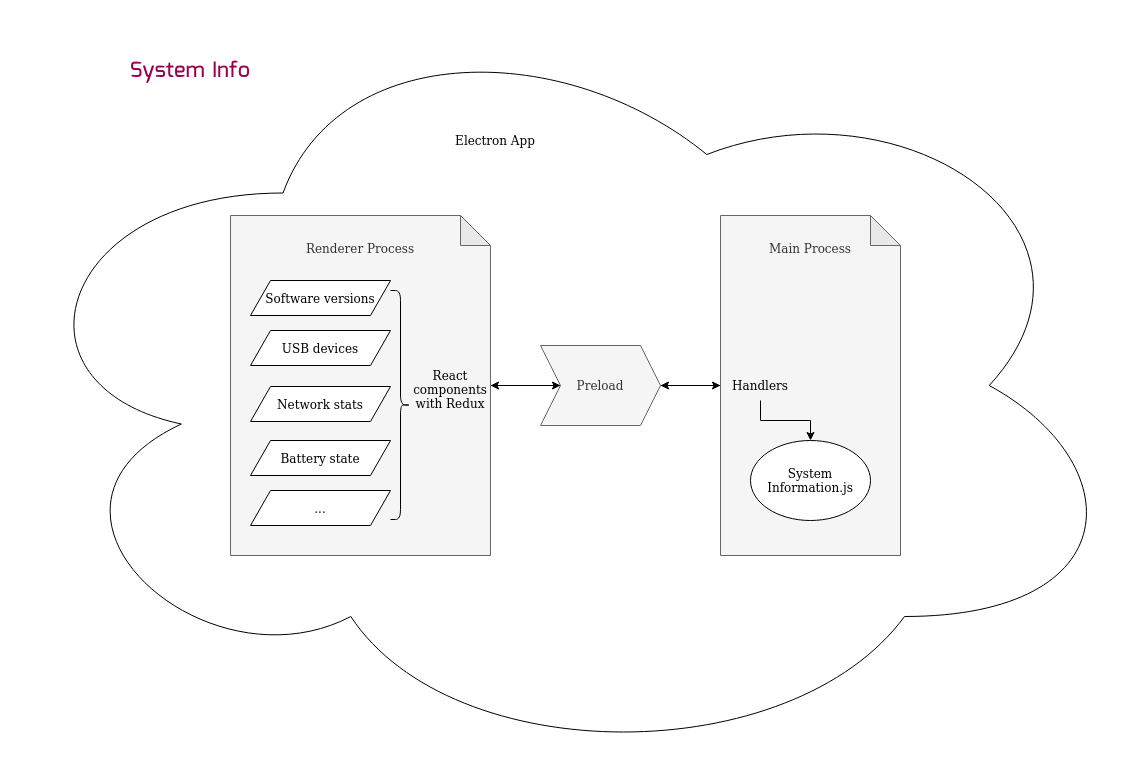 System Info
Electron App
Renderer Process
Software versions
USB devices
Network stats
Battery state
...
React
components
with Redux
Preload
Main Process
Handlers
System
Information.js